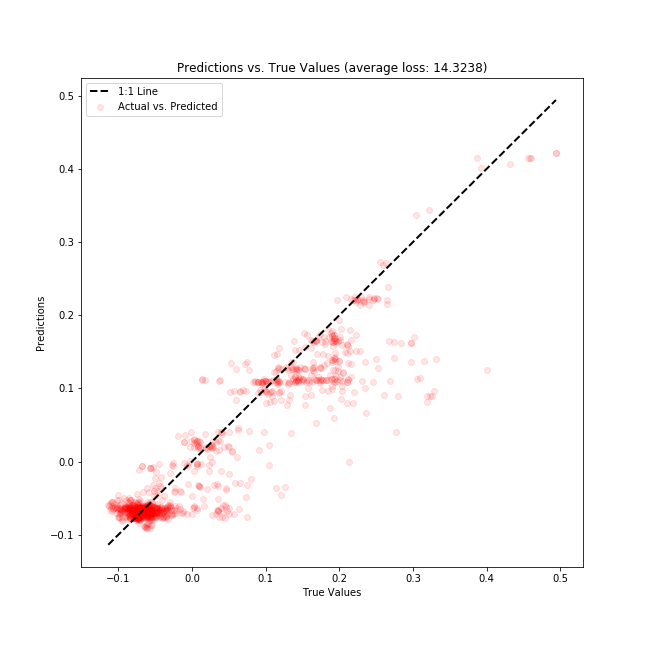 Predictions vs. True Values (average loss: 14.3238)
1:1 Line
Actual vs. Predicted
0.5
0.4
0.3
0.2
0.1
0.0
−0.1
Predictions
−0.1 0.0 0.1 0.2 0.3 0.4 0.5
True Values